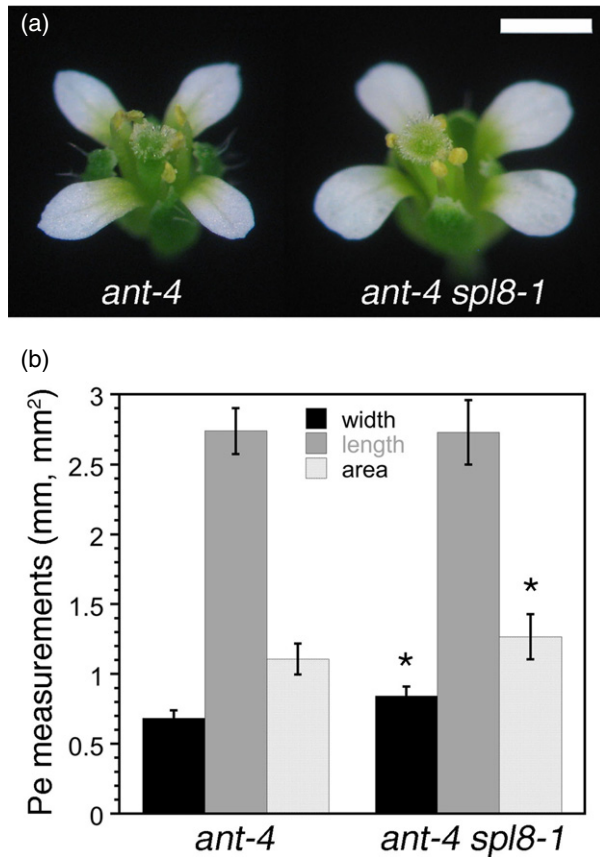 (a)
ant-4
ant-4 spl8-1
(b)
Pe measurements (mm, mm²)
3
2.5
2
1.5
1
0.5
0
width
length
area
*
*
ant-4
ant-4 spl8-1